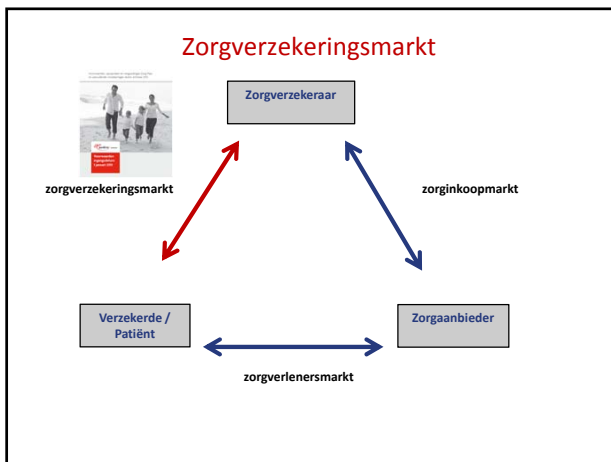 Zorgverzekeringsmarkt
Zorgverzekeraar
zorgverzekeringsmarkt
zorginkoopmarkt
Verzekerde /
Patiënt
Zorgaanbieder
zorgverlenersmarkt